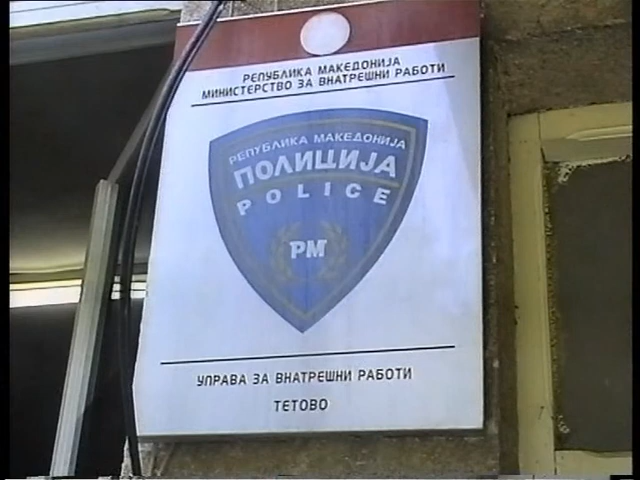 РЕПУБЛИКА МАКЕДОНИЈА
МИНИСТЕРСТВО ЗА ВНАТРЕШНИ РАБОТИ
РЕПУБЛИКА МАКЕДОНИЈА
ПОЛИЦИЈА
POLICE
РМ
УПРАВА ЗА ВНАТРЕШНИ РАБОТИ
ТЕТОВО